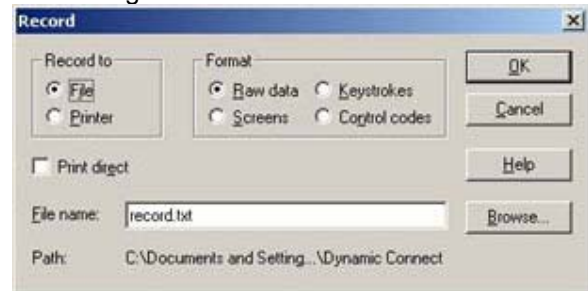 Record
Record to
File
Printer
Format
Raw data
Keystrokes
Screens
Control codes
OK
Cancel
Print direct
Help
File name:
record.txt
Browse...
Path:
C:\Documents and Setting...\Dynamic Connect